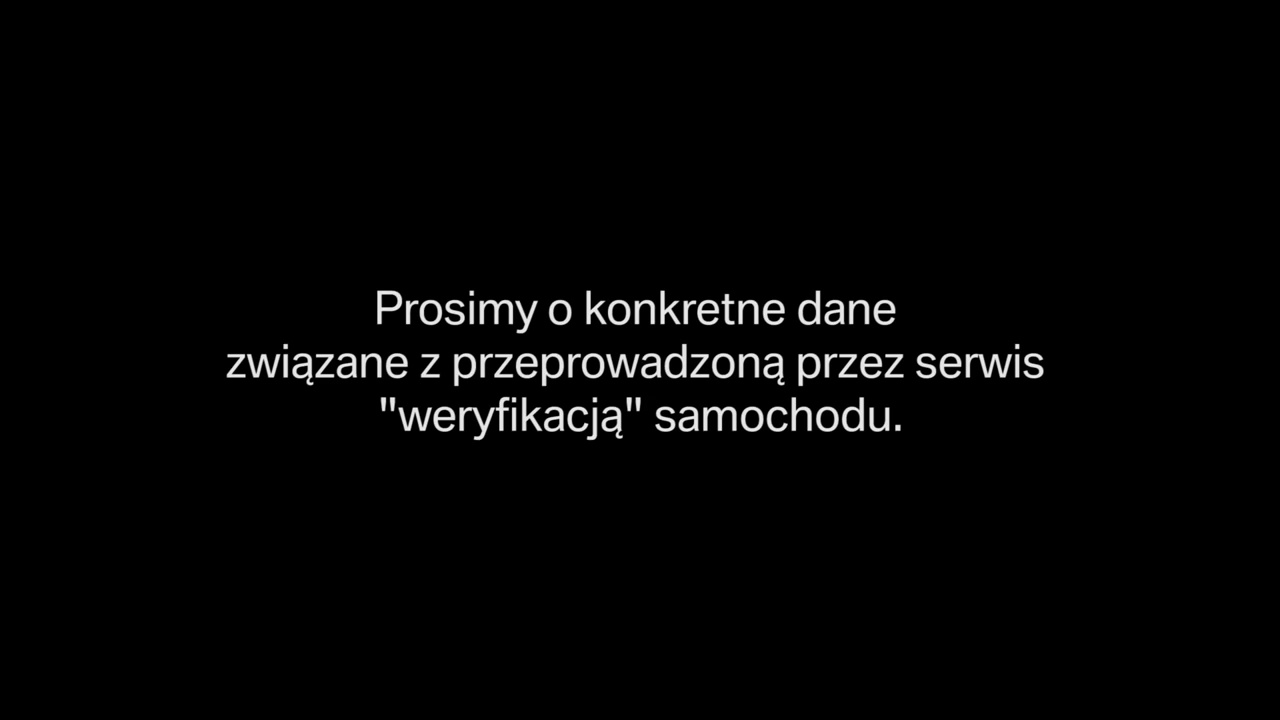 Prosimy o konkretne dane
związane z przeprowadzoną przez serwis
"weryfikacją" samochodu.